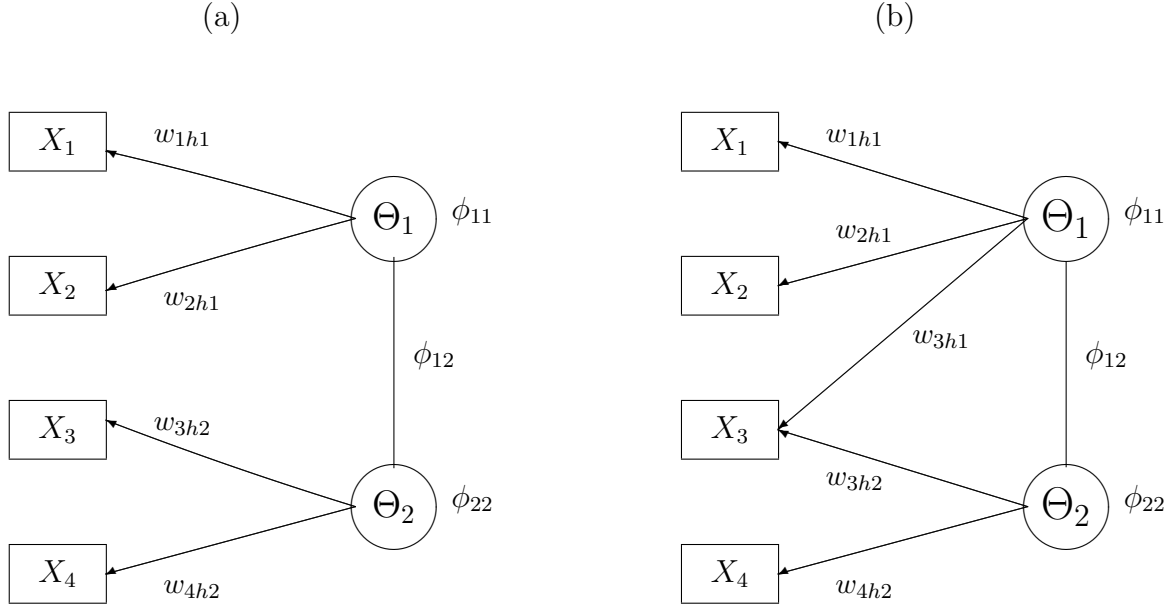 (a)
X₁
w₁ₕ₁
Θ₁
ϕ₁₁
X₂
w₂ₕ₁
ϕ₁₂
X₃
w₃ₕ₂
Θ₂
ϕ₂₂
X₄
w₄ₕ₂
(b)
X₁
w₁ₕ₁
Θ₁
ϕ₁₁
X₂
w₂ₕ₁
w₃ₕ₁
ϕ₁₂
X₃
w₃ₕ₂
Θ₂
ϕ₂₂
X₄
w₄ₕ₂